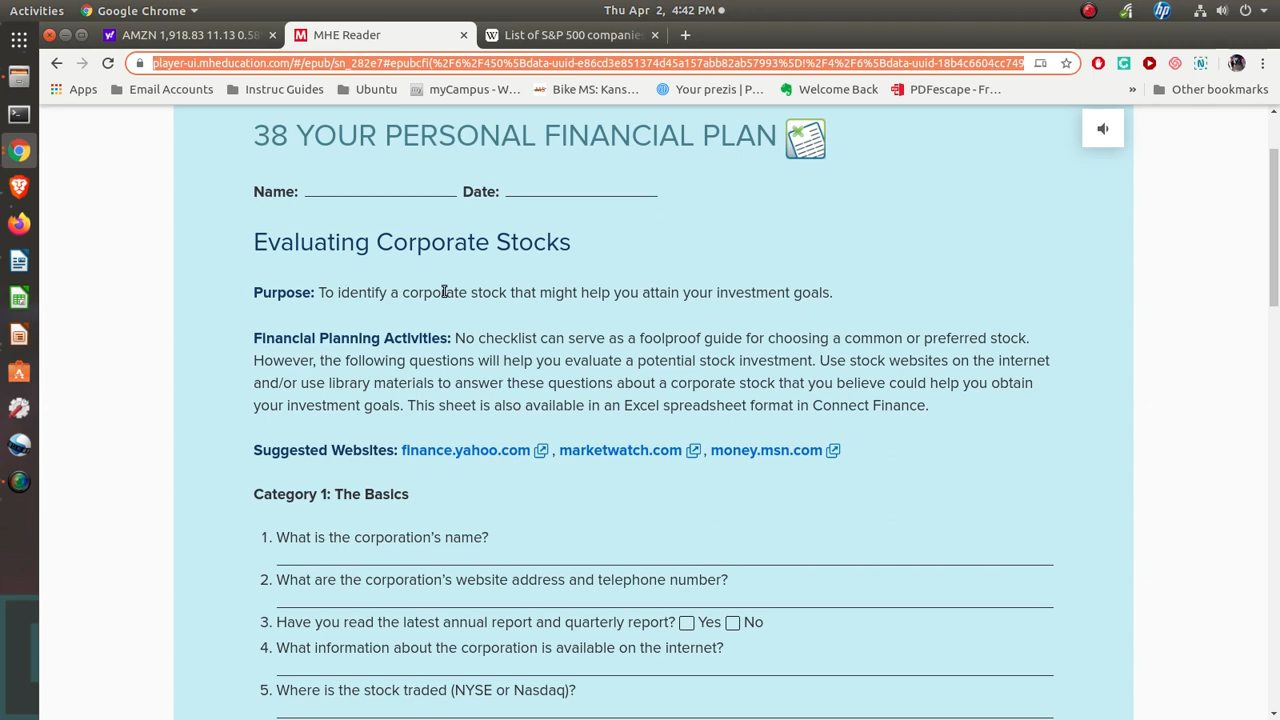 Activities Google Chrome Thu Apr 2, 4:42 PM
AMZN 1,918.83 11.13 0.58 MHE Reader List of S&P 500 companies
player-ui.mheducation.com/#/epub/sn_282e7#epubcfi(%2F6%2F450%5Bdata-uuid-e86cd3e851374d45a157abb82ab57993%5D!%2F4%2F6%5Bdata-uuid-18b4c6604cc749
Apps Email Accounts Instruc Guides Ubuntu myCampus - W... Bike MS: Kans... Your prezis | P... Welcome Back PDFescape - Fr... » Other bookmarks
38 YOUR PERSONAL FINANCIAL PLAN
Name: Date:
Evaluating Corporate Stocks
Purpose: To identify a corporate stock that might help you attain your investment goals.
Financial Planning Activities: No checklist can serve as a foolproof guide for choosing a common or preferred stock.
However, the following questions will help you evaluate a potential stock investment. Use stock websites on the internet
and/or use library materials to answer these questions about a corporate stock that you believe could help you obtain
your investment goals. This sheet is also available in an Excel spreadsheet format in Connect Finance.
Suggested Websites: finance.yahoo.com , marketwatch.com , money.msn.com
Category 1: The Basics
1. What is the corporation's name?
2. What are the corporation's website address and telephone number?
3. Have you read the latest annual report and quarterly report? Yes No
4. What information about the corporation is available on the internet?
5. Where is the stock traded (NYSE or Nasdaq)?